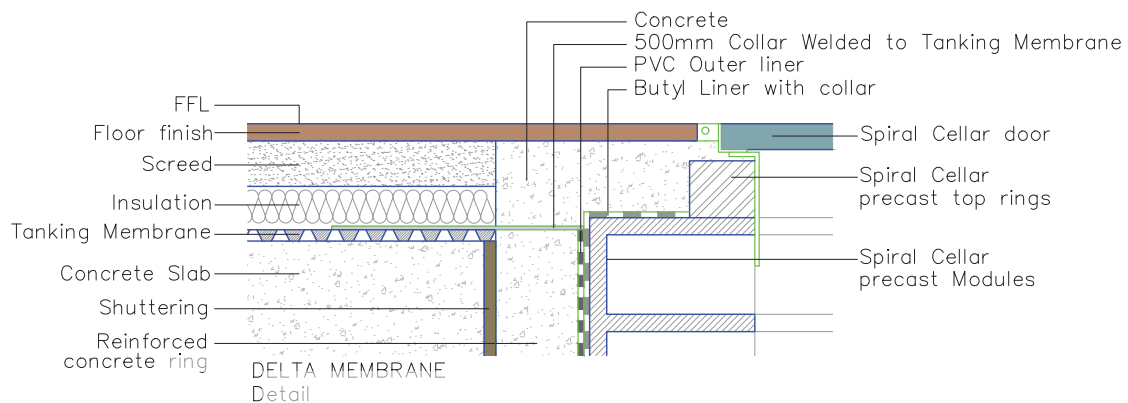 Concrete
500mm Collar Welded to Tanking Membrane
PVC Outer liner
Butyl Liner with collar
FFL
Floor finish
Screed
Insulation
Tanking Membrane
Concrete Slab
Shuttering
Reinforced
concrete ring
Spiral Cellar door
Spiral Cellar
precast top rings
Spiral Cellar
precast Modules
DELTA MEMBRANE
Detail